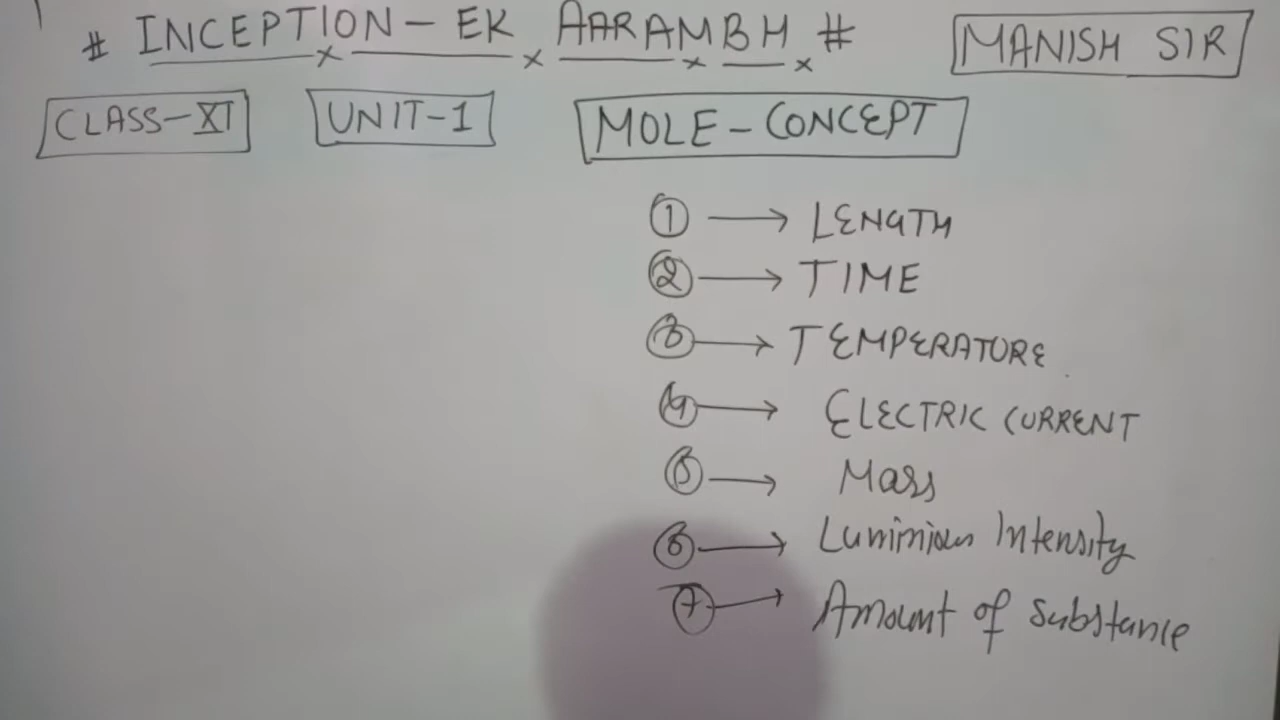 # INCEPTION - EK AARAMBH #
MANISH SIR
CLASS-XI UNIT-1 MOLE-CONCEPT
1 → LENGTH
2 → TIME
3 → TEMPERATURE
4 → ELECTRIC CURRENT
5 → Mass
6 → Luminious Intensity
7 → Amount of Substance